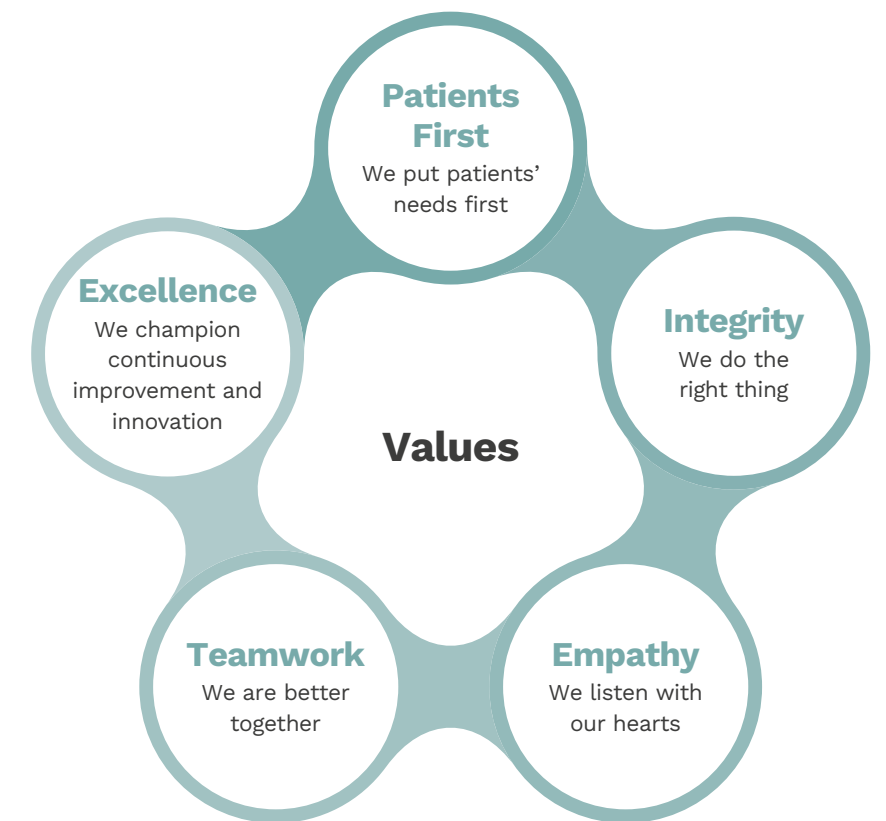 Patients
First
We put patients’
needs first
Integrity
We do the
right thing
Empathy
We listen with
our hearts
Teamwork
We are better
together
Excellence
We champion
continuous
improvement and
innovation
Values